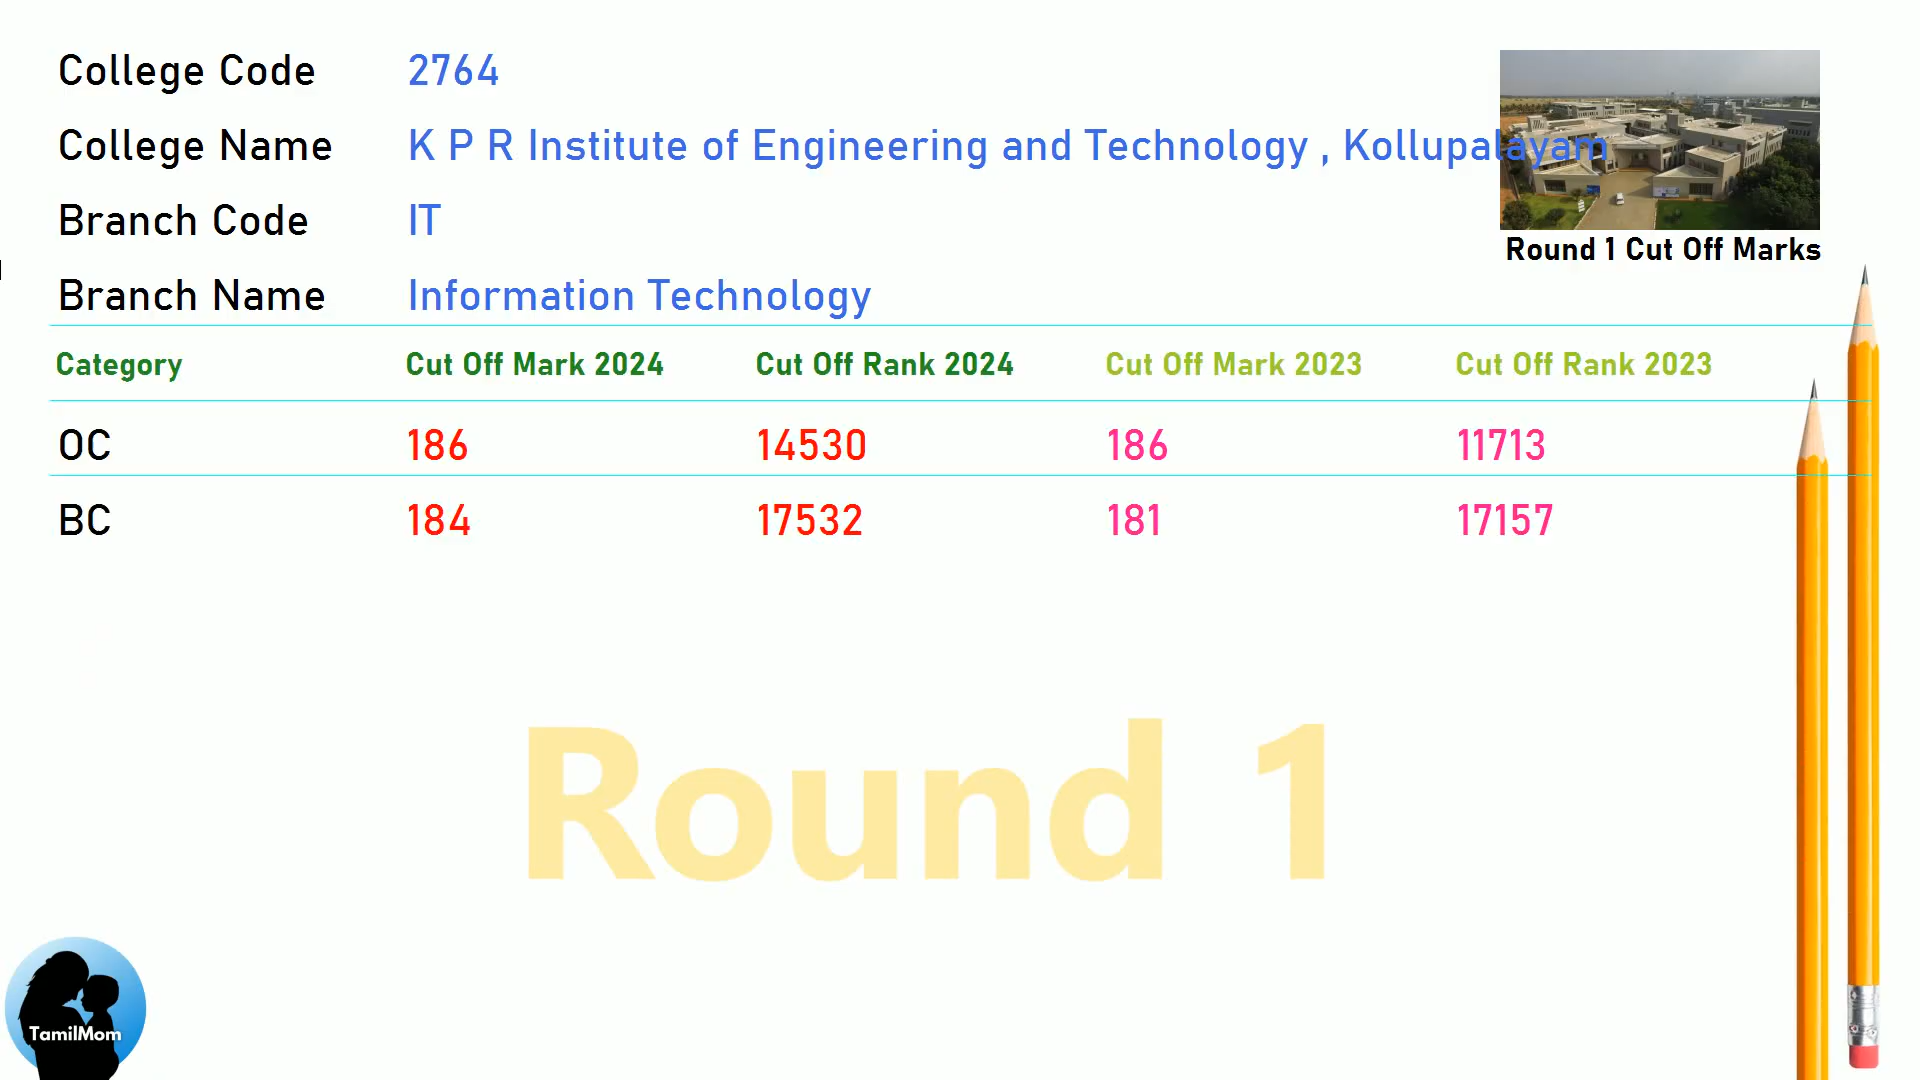 College Code 2764
College Name K P R Institute of Engineering and Technology , Kollupalayam
Branch Code IT
Round 1 Cut Off Marks
Branch Name Information Technology
Category Cut Off Mark 2024 Cut Off Rank 2024 Cut Off Mark 2023 Cut Off Rank 2023
OC 186 14530 186 11713
BC 184 17532 181 17157
Round 1
TamilMom